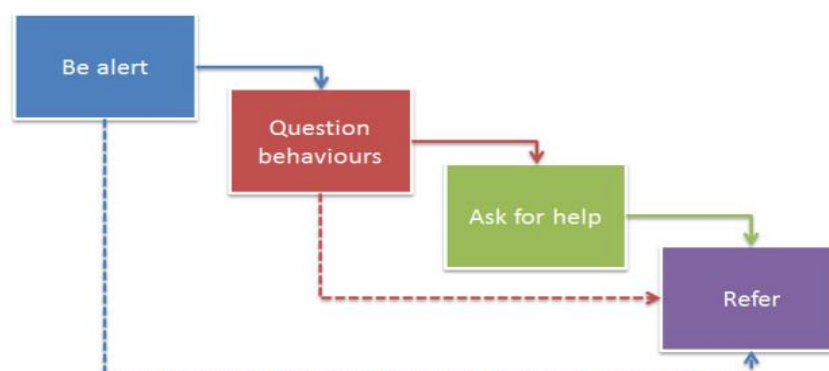 Be alert
Question
behaviours
Ask for help
Refer